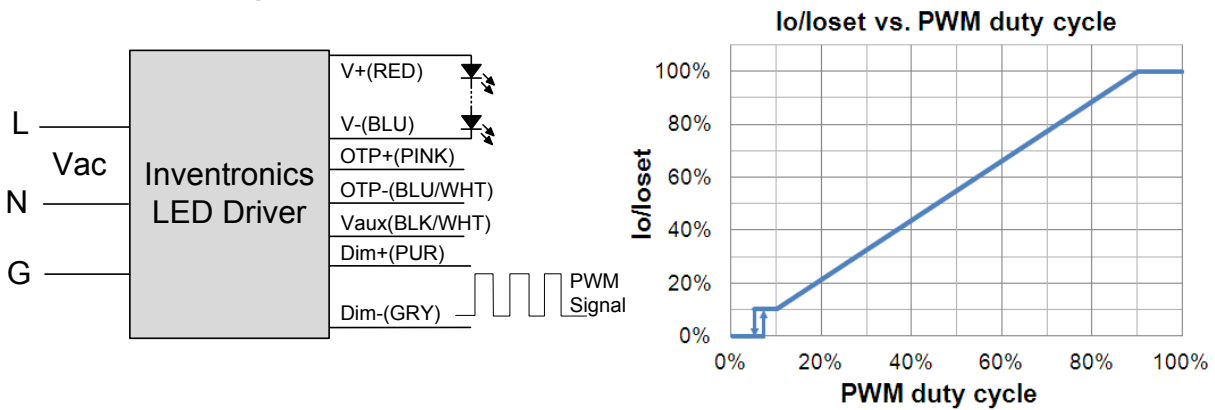 L
Vac
N
G
Inventronics
LED Driver
V+(RED)
V-(BLU)
OTP+(PINK)
OTP-(BLU/WHT)
Vaux(BLK/WHT)
Dim+(PUR)
Dim-(GRY)
PWM
Signal
Io/Ioset vs. PWM duty cycle
Io/Ioset
100%
80%
60%
40%
20%
0%
0% 20% 40% 60% 80% 100%
PWM duty cycle